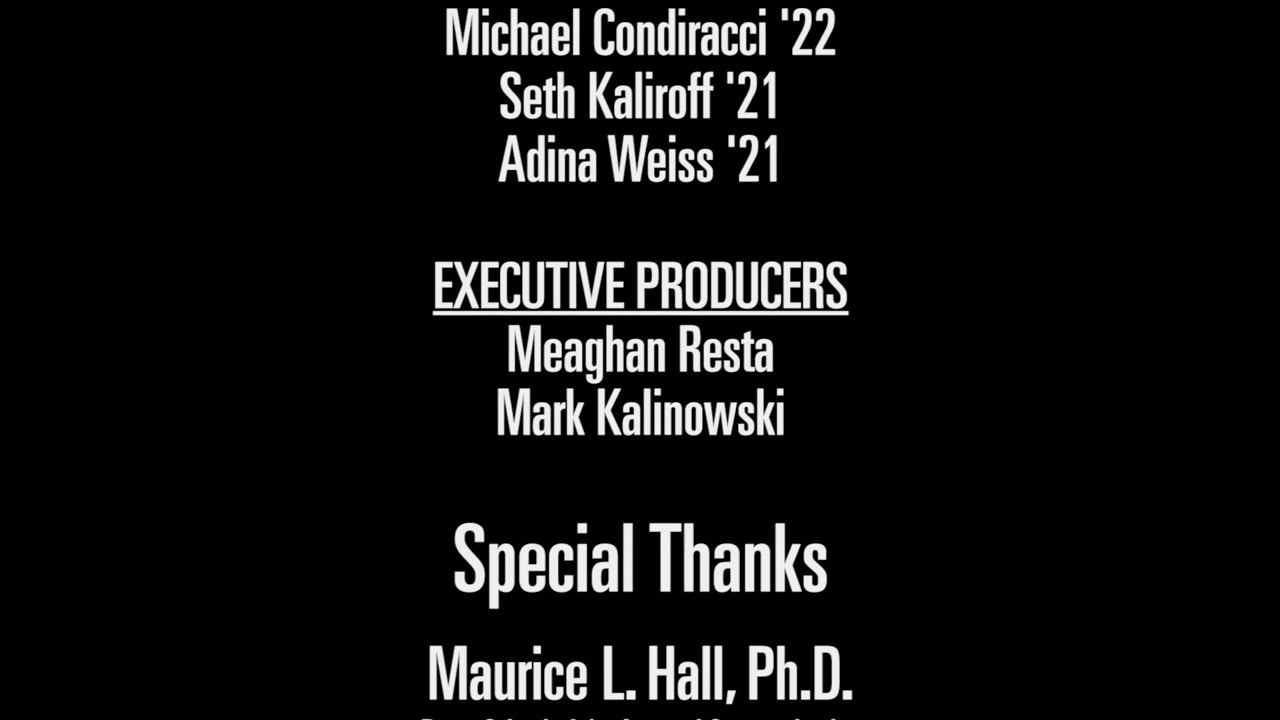 Michael Condiracci '22
Seth Kaliroff '21
Adina Weiss '21
EXECUTIVE PRODUCERS
Meaghan Resta
Mark Kalinowski
Special Thanks
Maurice L. Hall, Ph.D.